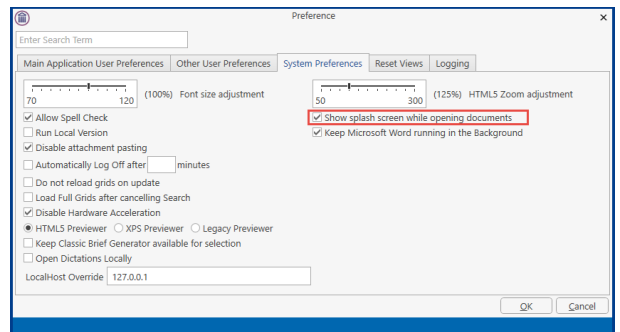 Preference
Enter Search Term
Main Application User Preferences Other User Preferences System Preferences Reset Views Logging
70 120 (100%) Font size adjustment 50 300 (125%) HTML5 Zoom adjustment
Allow Spell Check Show splash screen while opening documents
Run Local Version Keep Microsoft Word running in the Background
Disable attachment pasting
Automatically Log Off after minutes
Do not reload grids on update
Load Full Grids after cancelling Search
Disable Hardware Acceleration
HTML5 Previewer XPS Previewer Legacy Previewer
Keep Classic Brief Generator available for selection
Open Dictations Locally
LocalHost Override 127.0.0.1
OK Cancel